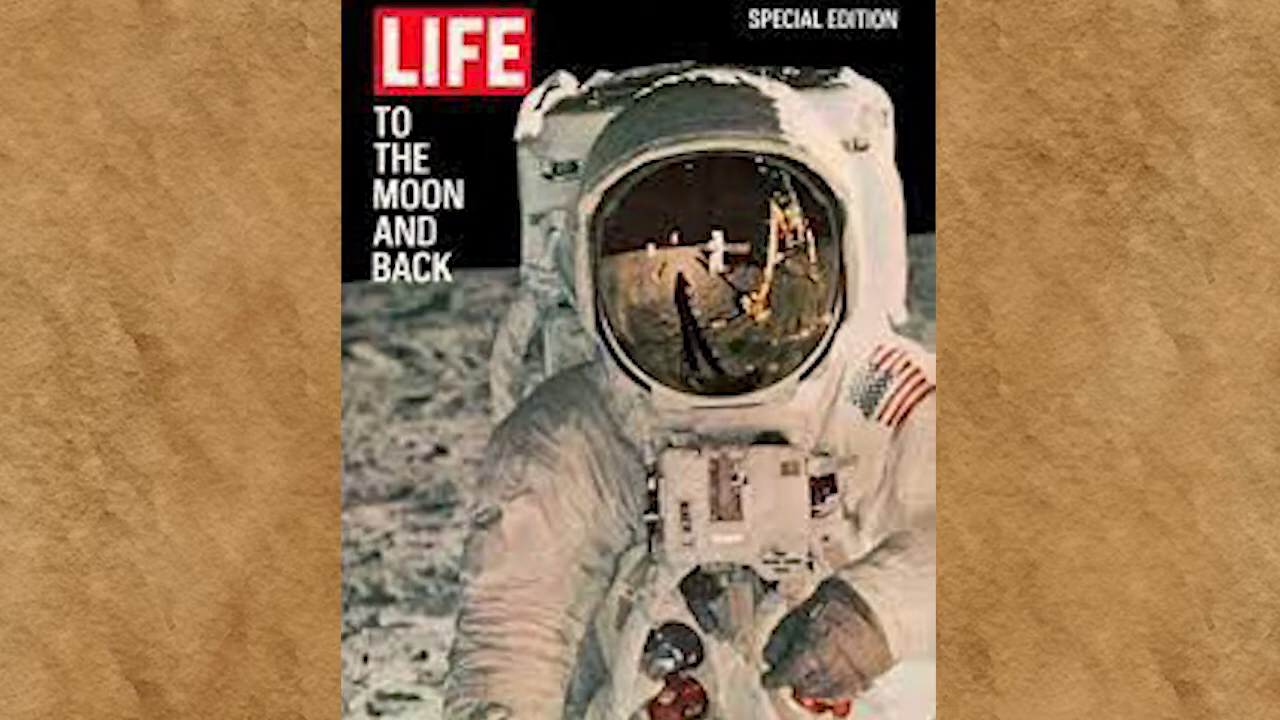 LIFE
SPECIAL EDITION
TO
THE
MOON
AND
BACK